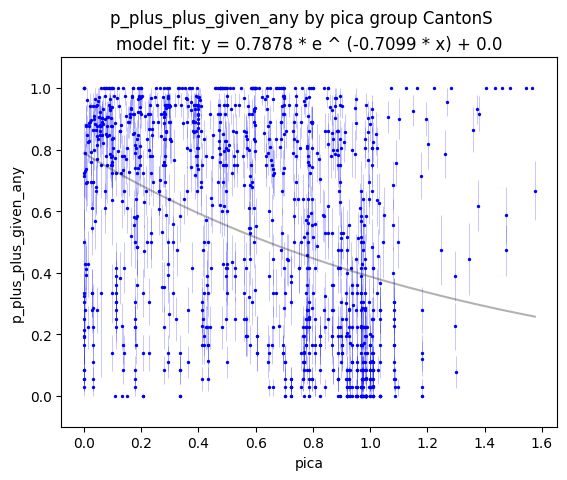 p_plus_plus_given_any by pica group CantonS
model fit: y = 0.7878 * e ^ (-0.7099 * x) + 0.0
p_plus_plus_given_any
1.0
0.8
0.6
0.4
0.2
0.0
0.0 0.2 0.4 0.6 0.8 1.0 1.2 1.4 1.6
pica